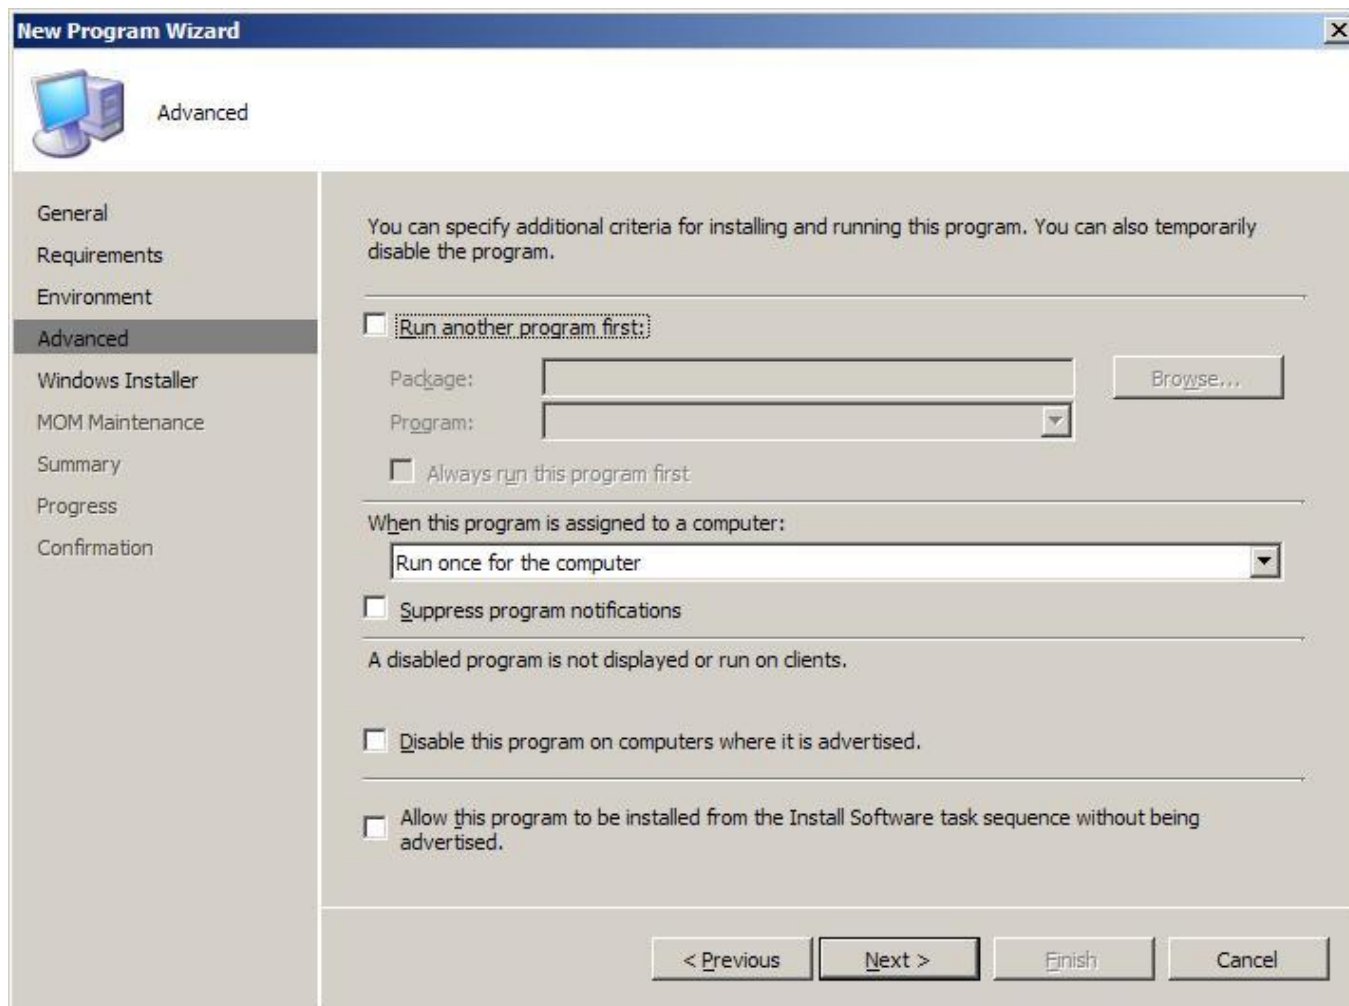 New Program Wizard
Advanced
General
Requirements
Environment
Advanced
Windows Installer
MOM Maintenance
Summary
Progress
Confirmation
You can specify additional criteria for installing and running this program. You can also temporarily
disable the program.
Run another program first:
Package:
Browse...
Program:
Always run this program first
When this program is assigned to a computer:
Run once for the computer
Suppress program notifications
A disabled program is not displayed or run on clients.
Disable this program on computers where it is advertised.
Allow this program to be installed from the Install Software task sequence without being
advertised.
< Previous
Next >
Finish
Cancel